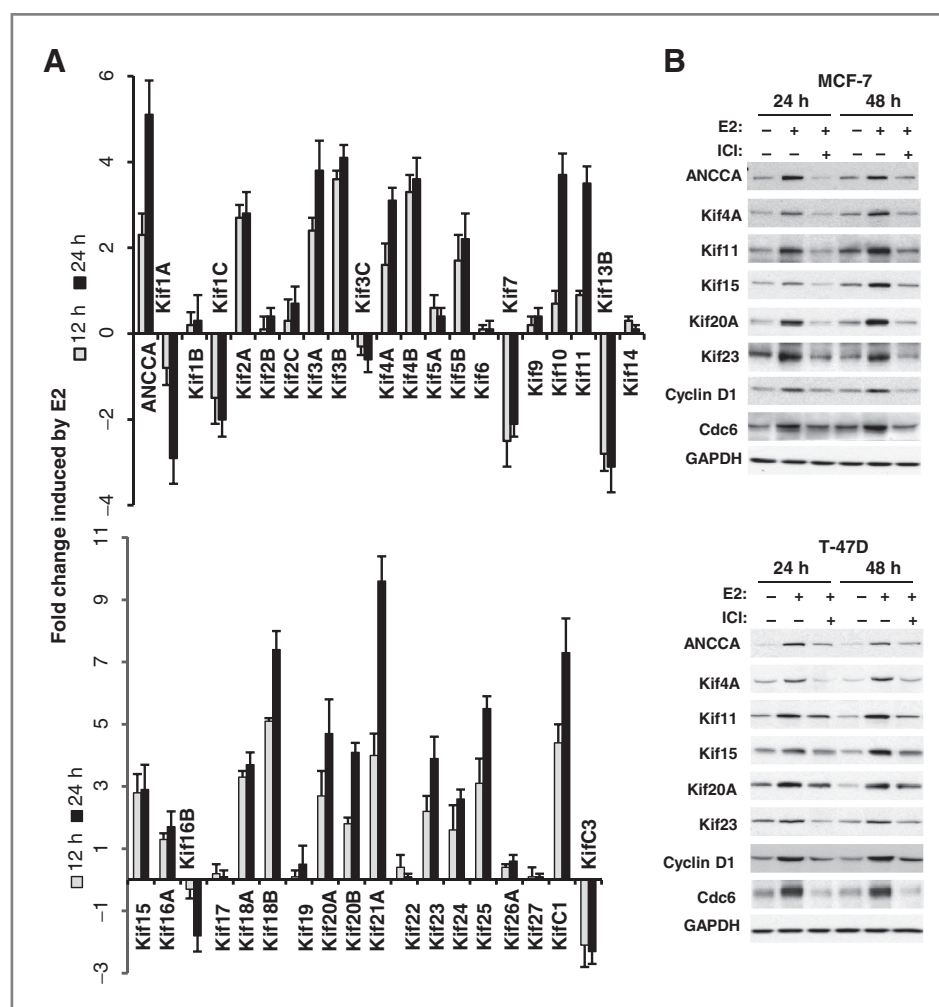 A
Fold change induced by E2
12 h 24 h
6
4
2
0
−2
−4
ANCCA
Kif1A
Kif1B
Kif1C
Kif2A
Kif2B
Kif2C
Kif3A
Kif3B
Kif3C
Kif4A
Kif4B
Kif5A
Kif5B
Kif6
Kif7
Kif9
Kif10
Kif11
Kif13B
Kif14
12 h 24 h
11
9
7
5
3
1
−1
−3
Kif15
Kif16A
Kif16B
Kif17
Kif18A
Kif18B
Kif19
Kif20A
Kif20B
Kif21A
Kif22
Kif23
Kif24
Kif25
Kif26A
Kif27
KifC1
KifC3
B
MCF-7
24 h 48 h
E2: − + + − + +
ICI: − − + − − +
ANCCA
Kif4A
Kif11
Kif15
Kif20A
Kif23
Cyclin D1
Cdc6
GAPDH
T-47D
24 h 48 h
E2: − + + − + +
ICI: − − + − − +
ANCCA
Kif4A
Kif11
Kif15
Kif20A
Kif23
Cyclin D1
Cdc6
GAPDH